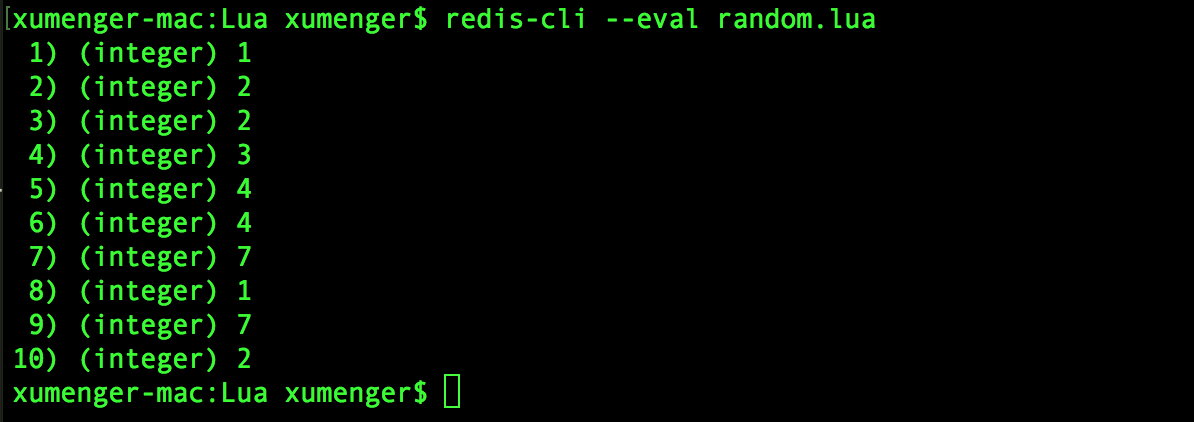 xumenger-mac:Lua xumenger$ redis-cli --eval random.lua
 1) (integer) 1
 2) (integer) 2
 3) (integer) 2
 4) (integer) 3
 5) (integer) 4
 6) (integer) 4
 7) (integer) 7
 8) (integer) 1
 9) (integer) 7
10) (integer) 2
xumenger-mac:Lua xumenger$